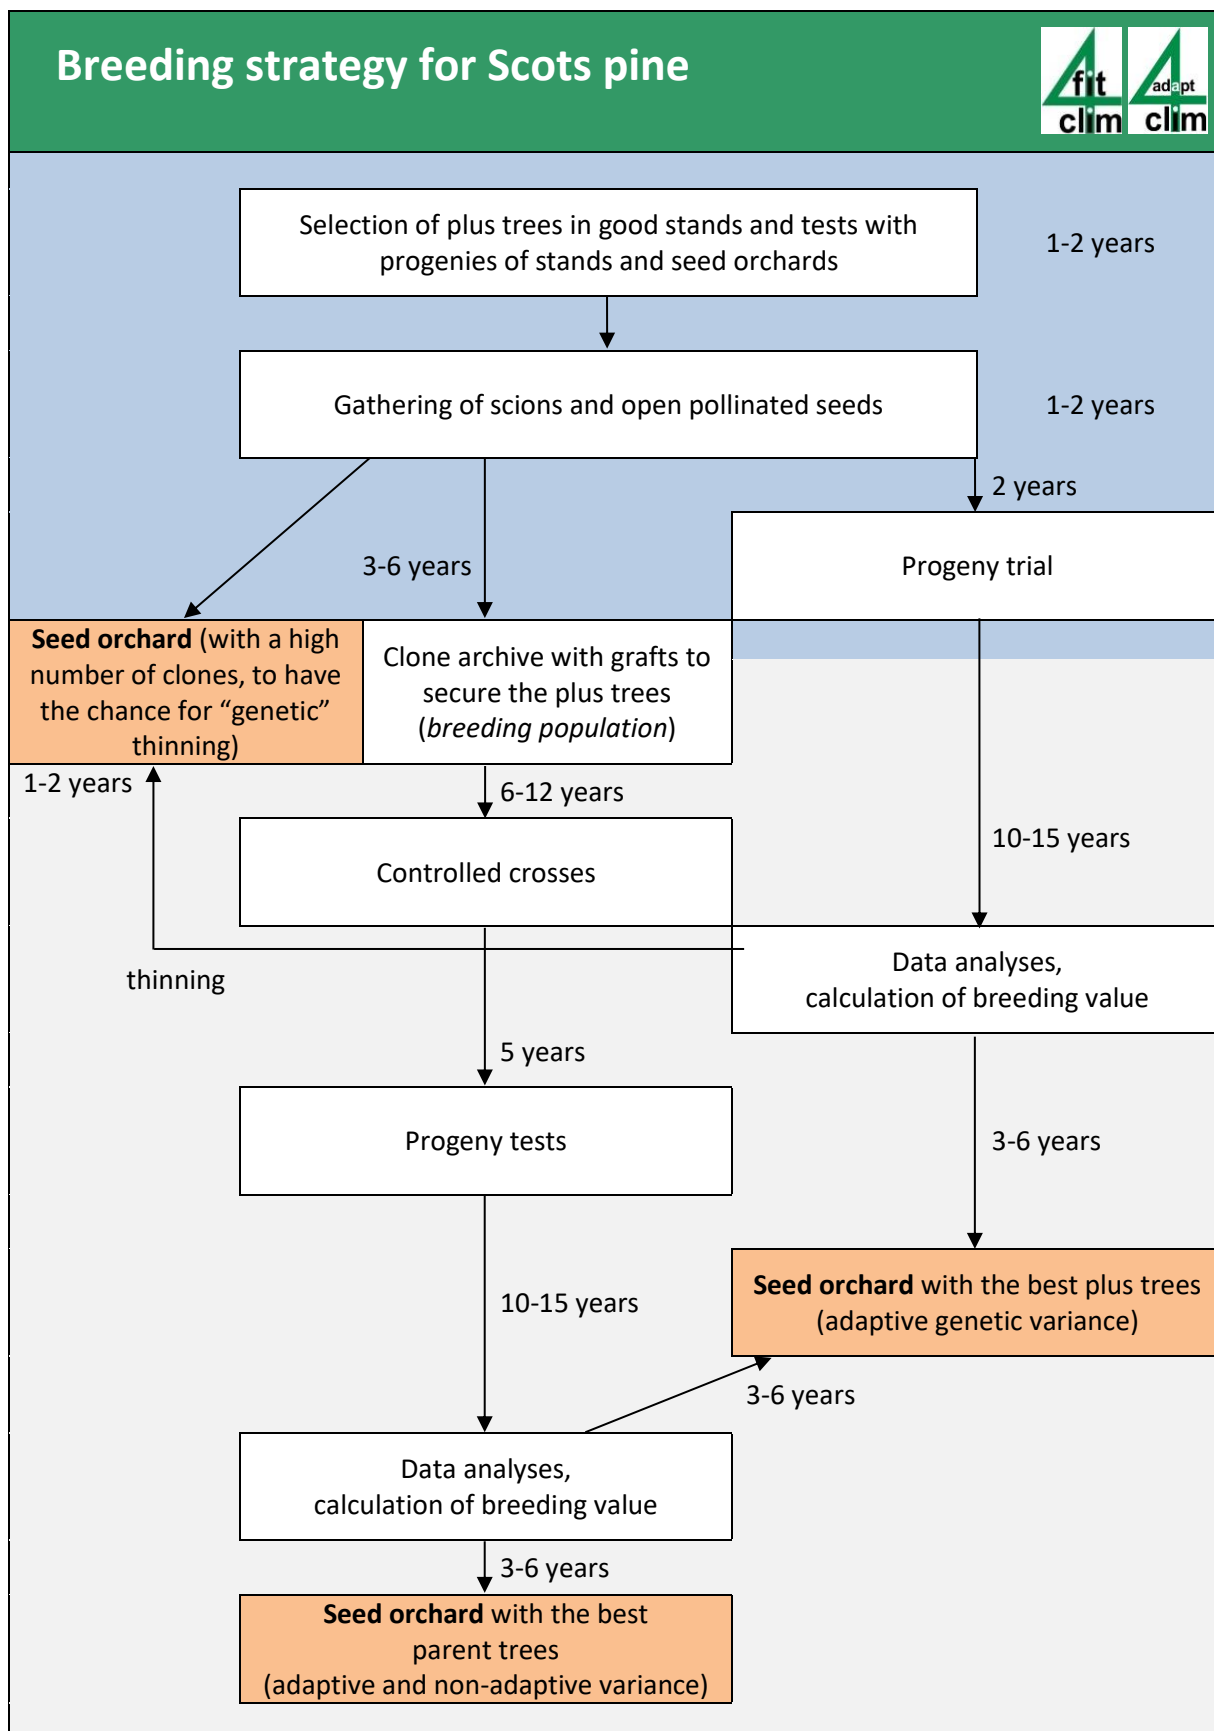 Breeding strategy for Scots pine
fit
clim
adapt
clim
Selection of plus trees in good stands and tests with
progenies of stands and seed orchards
1-2 years
Gathering of scions and open pollinated seeds
1-2 years
2 years
Progeny trial
3-6 years
Seed orchard (with a high
number of clones, to have
the chance for “genetic”
thinning)
Clone archive with grafts to
secure the plus trees
(breeding population)
1-2 years
6-12 years
10-15 years
Controlled crosses
thinning
Data analyses,
calculation of breeding value
5 years
Progeny tests
3-6 years
10-15 years
Seed orchard with the best plus trees
(adaptive genetic variance)
3-6 years
Data analyses,
calculation of breeding value
3-6 years
Seed orchard with the best
parent trees
(adaptive and non-adaptive variance)